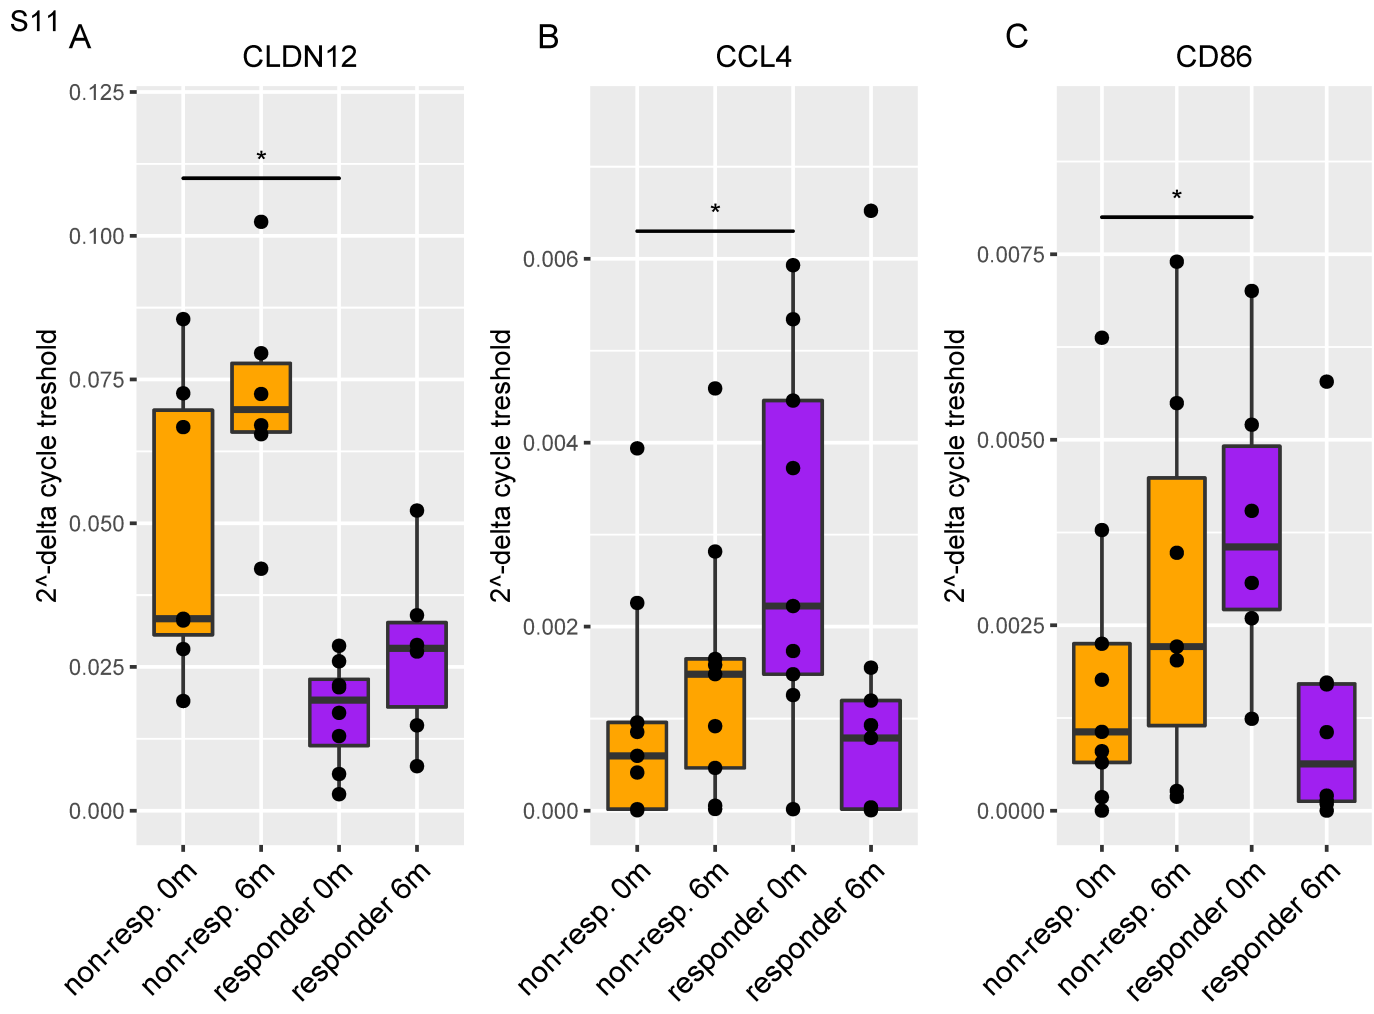 S11
A
CLDN12
2^-delta cycle treshold
0.125
0.100
0.075
0.050
0.025
0.000
*
non-resp. 0m
non-resp. 6m
responder 0m
responder 6m
B
CCL4
2^-delta cycle treshold
0.006
0.004
0.002
0.000
*
non-resp. 0m
non-resp. 6m
responder 0m
responder 6m
C
CD86
2^-delta cycle treshold
0.0075
0.0050
0.0025
0.0000
*
non-resp. 0m
non-resp. 6m
responder 0m
responder 6m